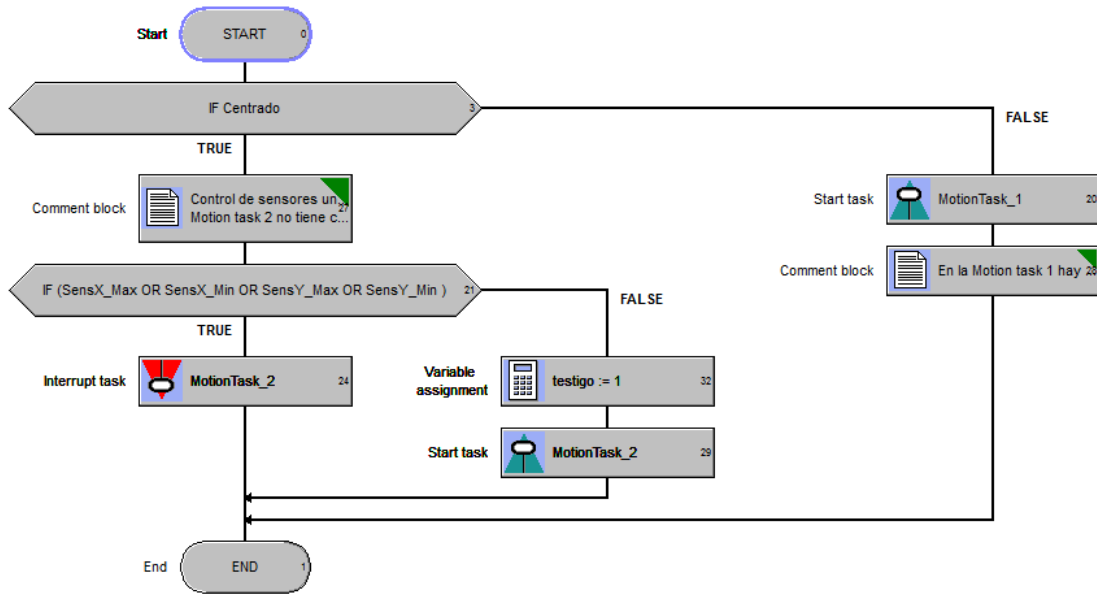 Start
START
0
IF Centrado
3
FALSE
TRUE
Comment block
Control de sensores un
Motion task 2 no tiene c...
27
Start task
MotionTask_1
20
Comment block
En la Motion task 1 hay
28
IF (SensX_Max OR SensX_Min OR SensY_Max OR SensY_Min )
21
FALSE
TRUE
Interrupt task
MotionTask_2
24
Variable
assignment
testigo := 1
32
Start task
MotionTask_2
29
End
END
1